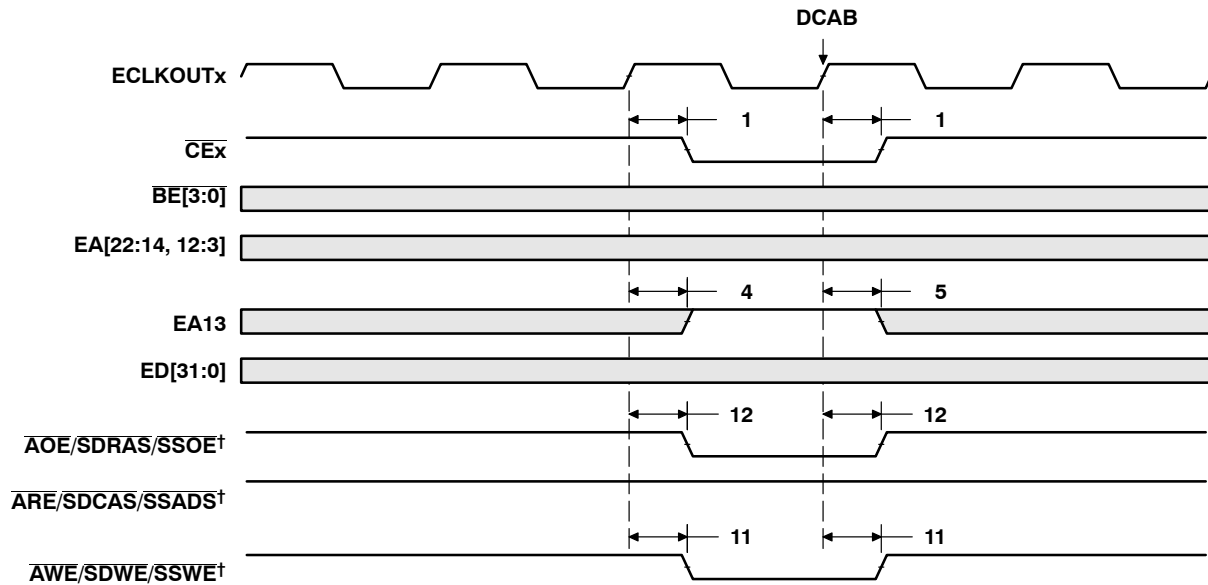 DCAB
ECLKOUTx
1 1
CEx
BE[3:0]
EA[22:14, 12:3]
4 5
EA13
ED[31:0]
12 12
AOE/SDRAS/SSOE†
ARE/SDCAS/SSADS†
11 11
AWE/SDWE/SSWE†